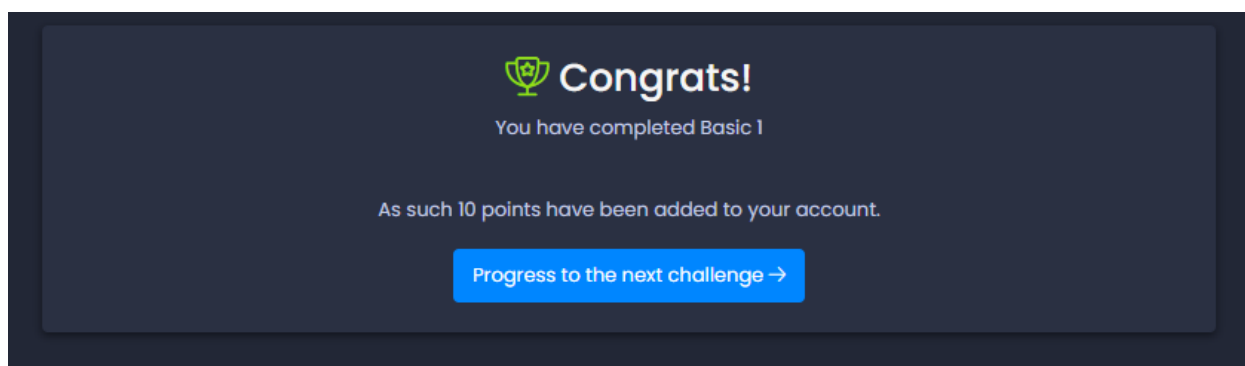 Congrats!
You have completed Basic 1
As such 10 points have been added to your account.
Progress to the next challenge →